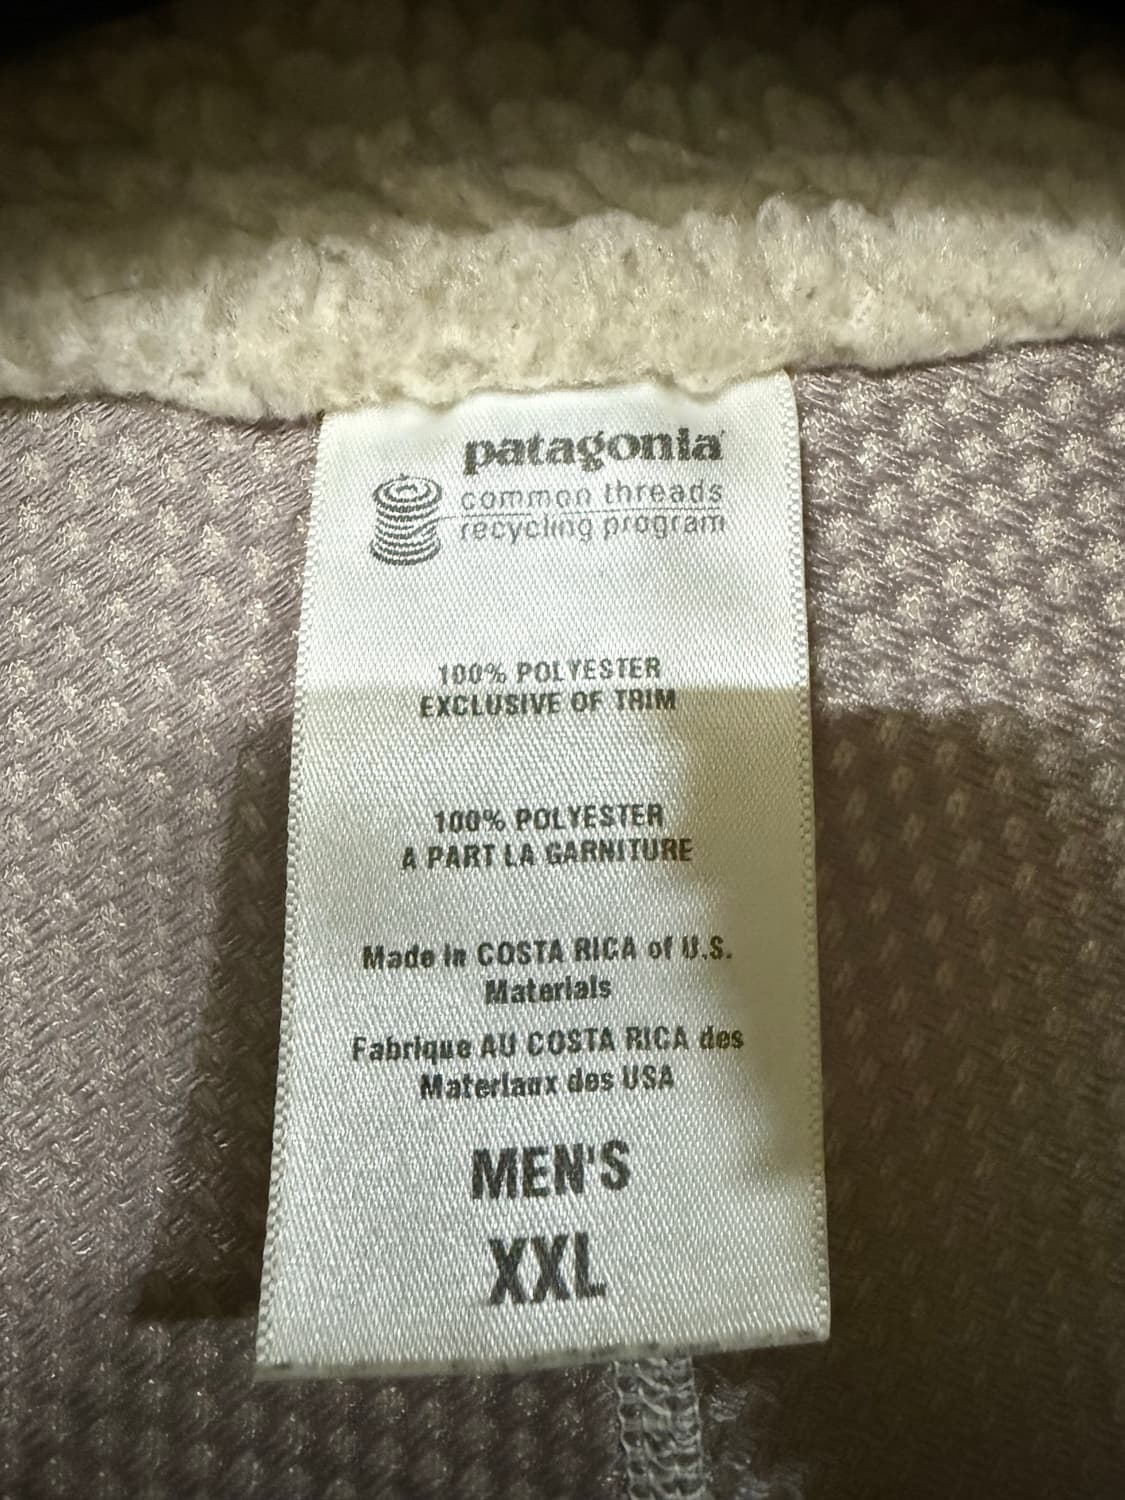 patagonia
common threads
recycling program
100% POLYESTER
EXCLUSIVE OF TRIM
100% POLYESTER
A PART LA GARNITURE
Made in COSTA RICA of U.S.
Materials
Fabrique AU COSTA RICA des
Materiaux des USA
MEN'S
XXL